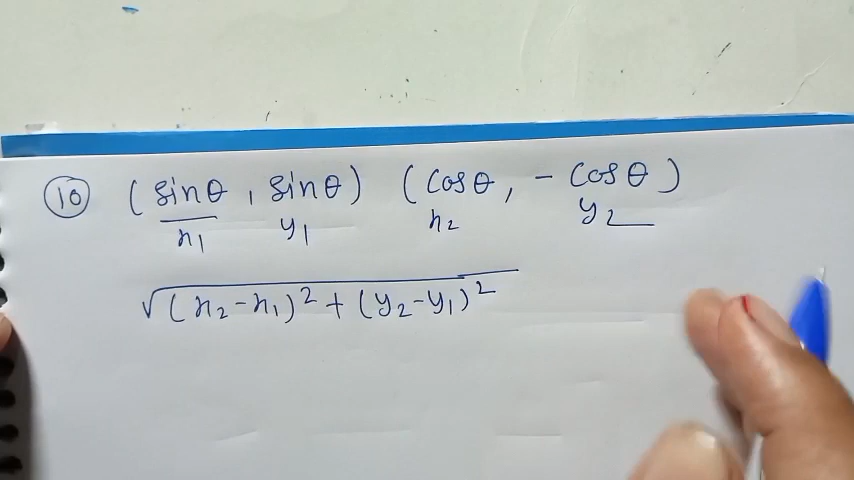 10 (sinθ, sinθ) (cosθ, - cosθ)
x₁ y₁ x₂ y₂
√(x₂-x₁)² + (y₂-y₁)²